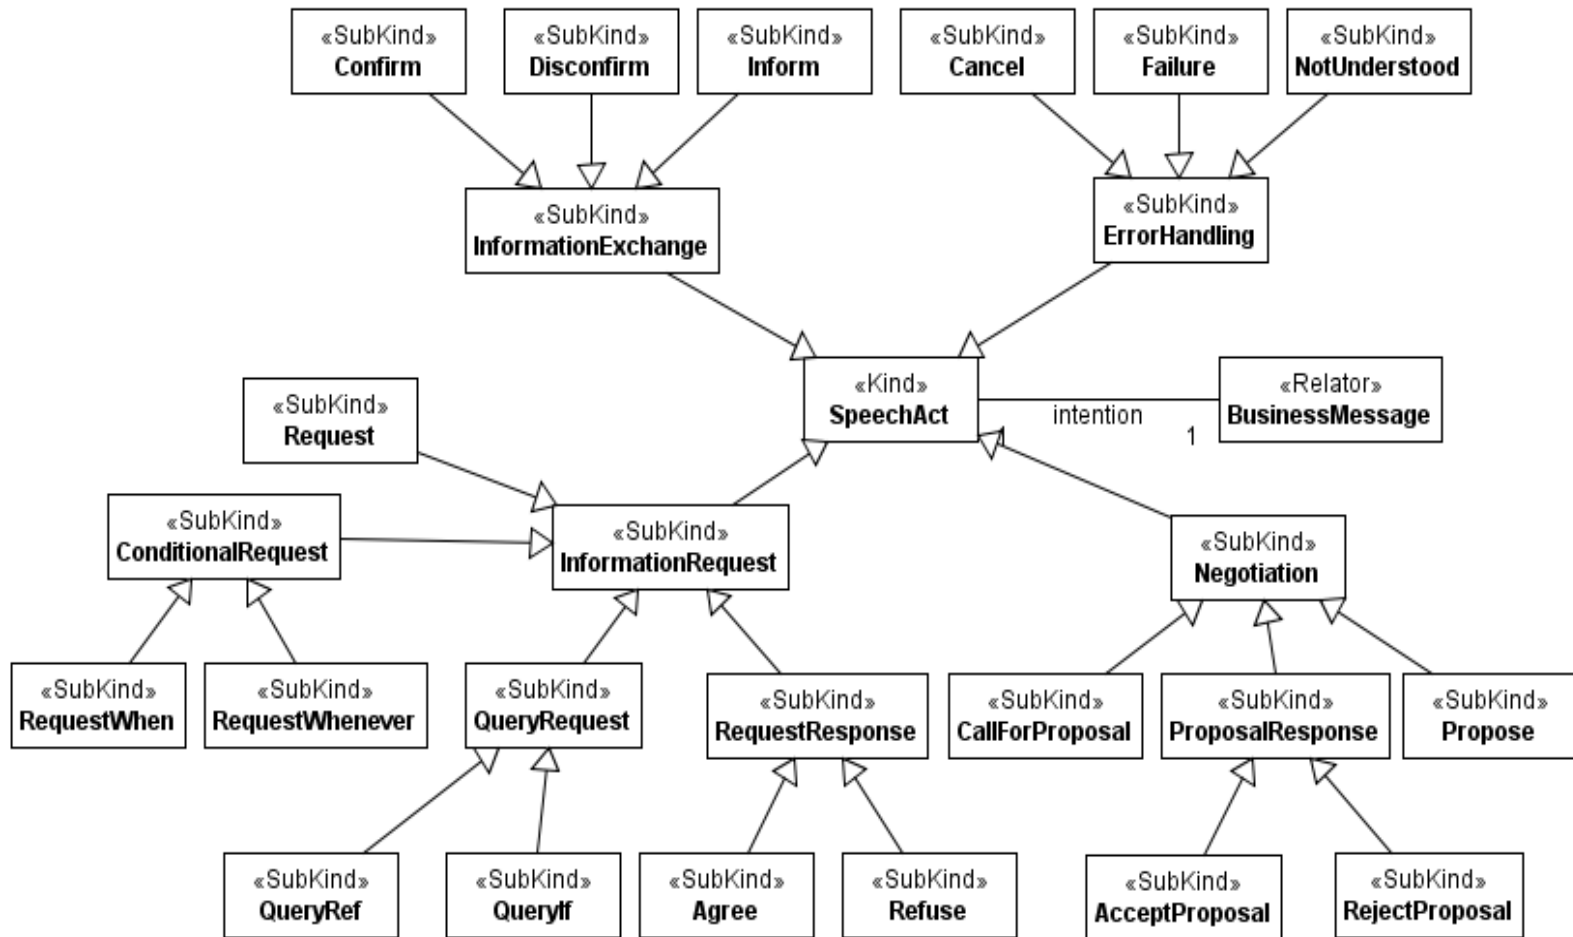 «SubKind»
Confirm
«SubKind»
Disconfirm
«SubKind»
Inform
«SubKind»
Cancel
«SubKind»
Failure
«SubKind»
NotUnderstood
«SubKind»
InformationExchange
«SubKind»
ErrorHandling
«Kind»
SpeechAct
intention
1
1
«Relator»
BusinessMessage
«SubKind»
Request
«SubKind»
ConditionalRequest
«SubKind»
InformationRequest
«SubKind»
Negotiation
«SubKind»
RequestWhen
«SubKind»
RequestWhenever
«SubKind»
QueryRequest
«SubKind»
RequestResponse
«SubKind»
CallForProposal
«SubKind»
ProposalResponse
«SubKind»
Propose
«SubKind»
QueryRef
«SubKind»
QueryIf
«SubKind»
Agree
«SubKind»
Refuse
«SubKind»
AcceptProposal
«SubKind»
RejectProposal